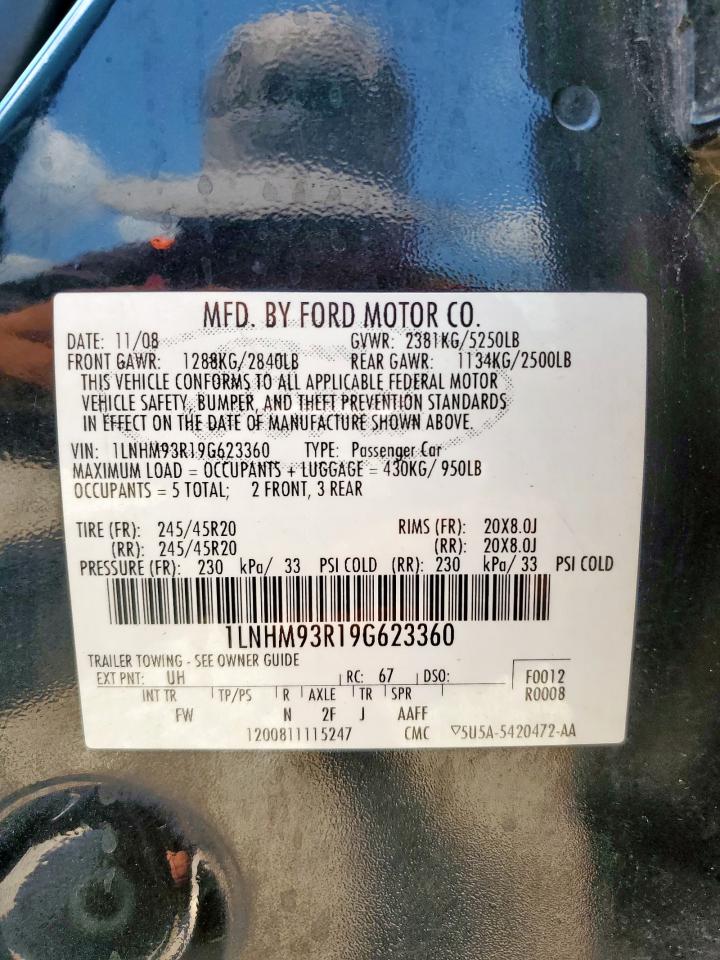 MFD. BY FORD MOTOR CO.
DATE: 11/08 GVWR: 2381KG/5250LB
FRONT GAWR: 1288KG/2840LB REAR GAWR: 1134KG/2500LB
THIS VEHICLE CONFORMS TO ALL APPLICABLE FEDERAL MOTOR
VEHICLE SAFETY, BUMPER, AND THEFT PREVENTION STANDARDS
IN EFFECT ON THE DATE OF MANUFACTURE SHOWN ABOVE.
VIN: 1LNHM93R19G623360 TYPE: Passenger Car
MAXIMUM LOAD = OCCUPANTS + LUGGAGE = 430KG/ 950LB
OCCUPANTS = 5 TOTAL; 2 FRONT, 3 REAR
TIRE (FR): 245/45R20 RIMS (FR): 20X8.0J
(RR): 245/45R20 (RR): 20X8.0J
PRESSURE (FR): 230 kPa/ 33 PSI COLD (RR): 230 kPa/ 33 PSI COLD
1LNHM93R19G623360
TRAILER TOWING - SEE OWNER GUIDE
EXT PNT: UH RC: 67 DSO: F0012
INT TR TP/PS R AXLE TR SPR R0008
FW N 2F J AAFF
1200811115247 CMC ▽5U5A-5420472-AA